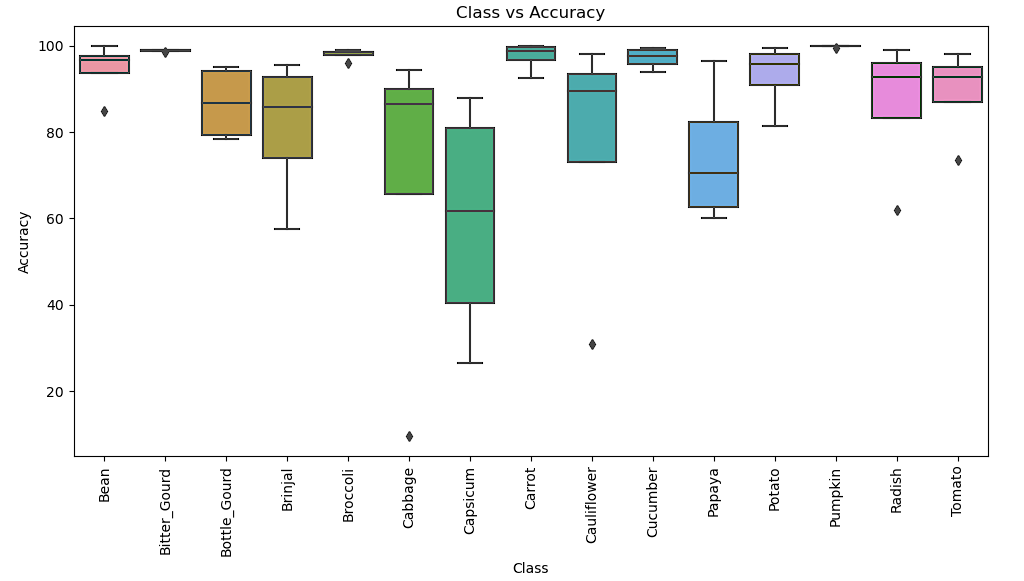 Class vs Accuracy
Accuracy
100
80
60
40
20
Bean
Bitter_Gourd
Bottle_Gourd
Brinjal
Broccoli
Cabbage
Capsicum
Carrot
Cauliflower
Cucumber
Papaya
Potato
Pumpkin
Radish
Tomato
Class